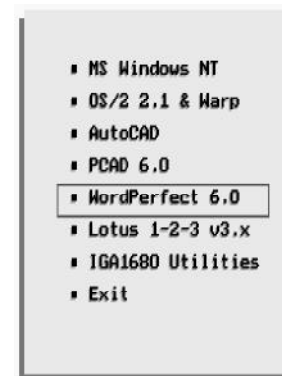 MS Windows NT
OS/2 2.1 & Warp
AutoCAD
PCAD 6.0
WordPerfect 6.0
Lotus 1-2-3 v3.x
IGA1680 Utilities
Exit